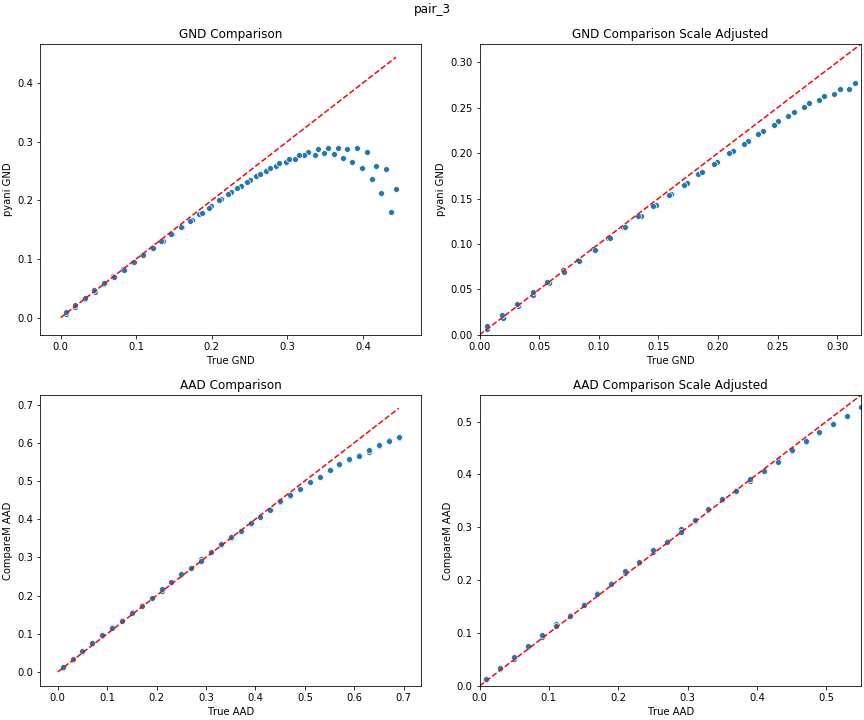 pair_3
GND Comparison
pyani GND
0.4
0.3
0.2
0.1
0.0
0.0 0.1 0.2 0.3 0.4
True GND
GND Comparison Scale Adjusted
pyani GND
0.30
0.25
0.20
0.15
0.10
0.05
0.00
0.00 0.05 0.10 0.15 0.20 0.25 0.30
True GND
AAD Comparison
CompareM AAD
0.7
0.6
0.5
0.4
0.3
0.2
0.1
0.0
0.0 0.1 0.2 0.3 0.4 0.5 0.6 0.7
True AAD
AAD Comparison Scale Adjusted
CompareM AAD
0.5
0.4
0.3
0.2
0.1
0.0
0.0 0.1 0.2 0.3 0.4 0.5
True AAD